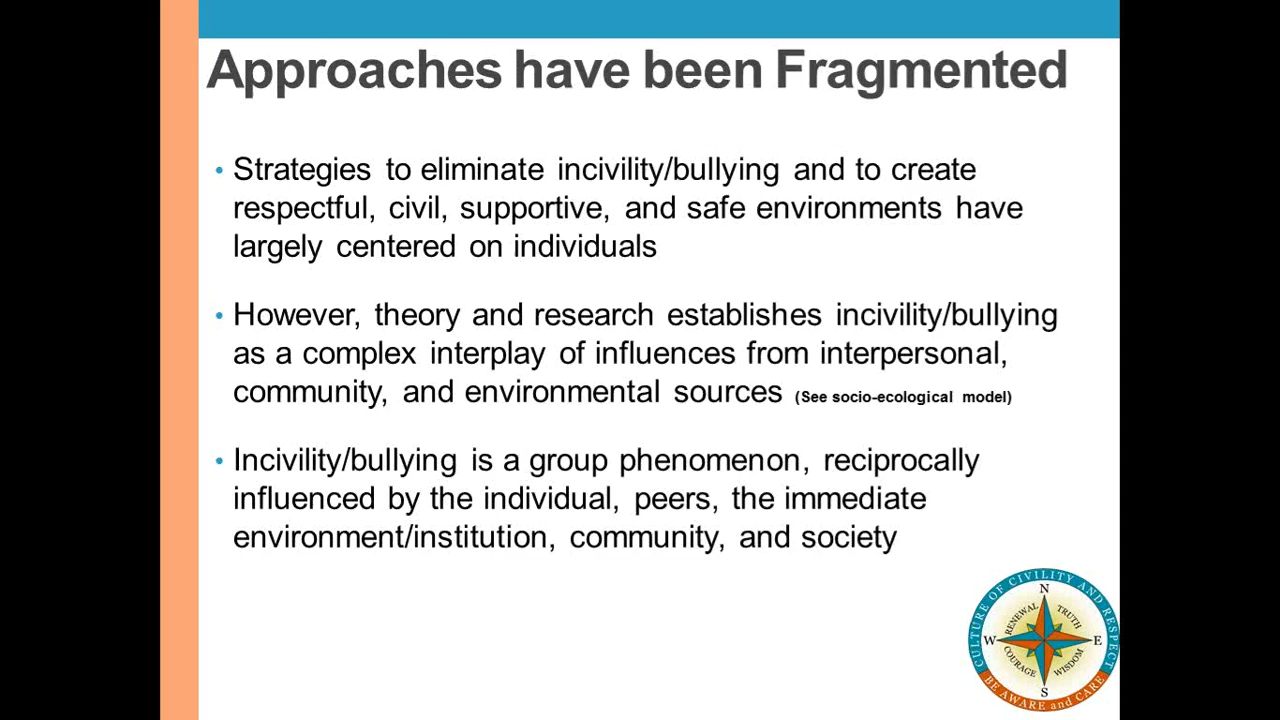 Approaches have been Fragmented
• Strategies to eliminate incivility/bullying and to create
respectful, civil, supportive, and safe environments have
largely centered on individuals
• However, theory and research establishes incivility/bullying
as a complex interplay of influences from interpersonal,
community, and environmental sources (See socio-ecological model)
• Incivility/bullying is a group phenomenon, reciprocally
influenced by the individual, peers, the immediate
environment/institution, community, and society
CULTURE OF CIVILITY AND RESPECT
N
RENEWAL
TRUTH
W
E
COURAGE
WISDOM
S
BE AWARE and CARE